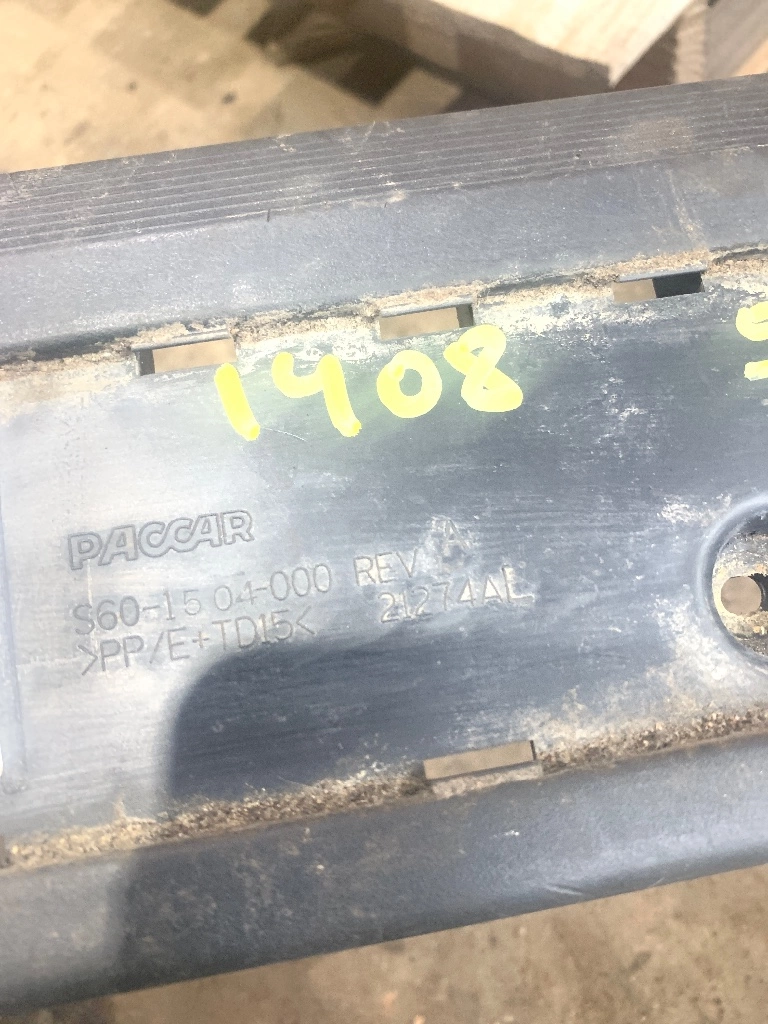 1408
PACCAR
S60-1504-000 REV A
>PP/E+TD15< 21274AL